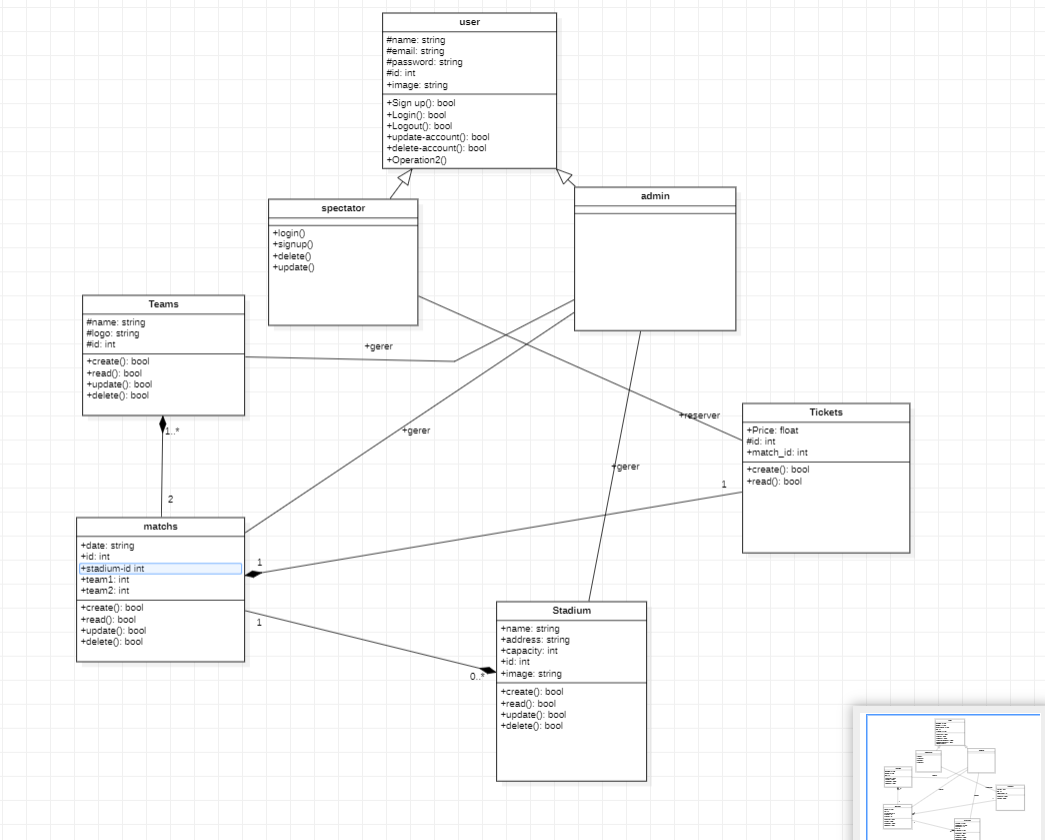 user
#name: string
#email: string
#password: string
#id: int
+image: string
+Sign up(): bool
+Login(): bool
+Logout(): bool
+update-account(): bool
+delete-account(): bool
+Operation2()
spectator
+login()
+signup()
+delete()
+update()
admin
Teams
#name: string
#logo: string
#id: int
+create(): bool
+read(): bool
+update(): bool
+delete(): bool
+gerer
+gerer
+reserver
+gerer
Tickets
+Price: float
#id: int
+match_id: int
+create(): bool
+read(): bool
1..*
2
1
1
matchs
+date: string
+id: int
+stadium-id int
+team1: int
+team2: int
+create(): bool
+read(): bool
+update(): bool
+delete(): bool
1
0..*
Stadium
+name: string
+address: string
+capacity: int
+id: int
+image: string
+create(): bool
+read(): bool
+update(): bool
+delete(): bool